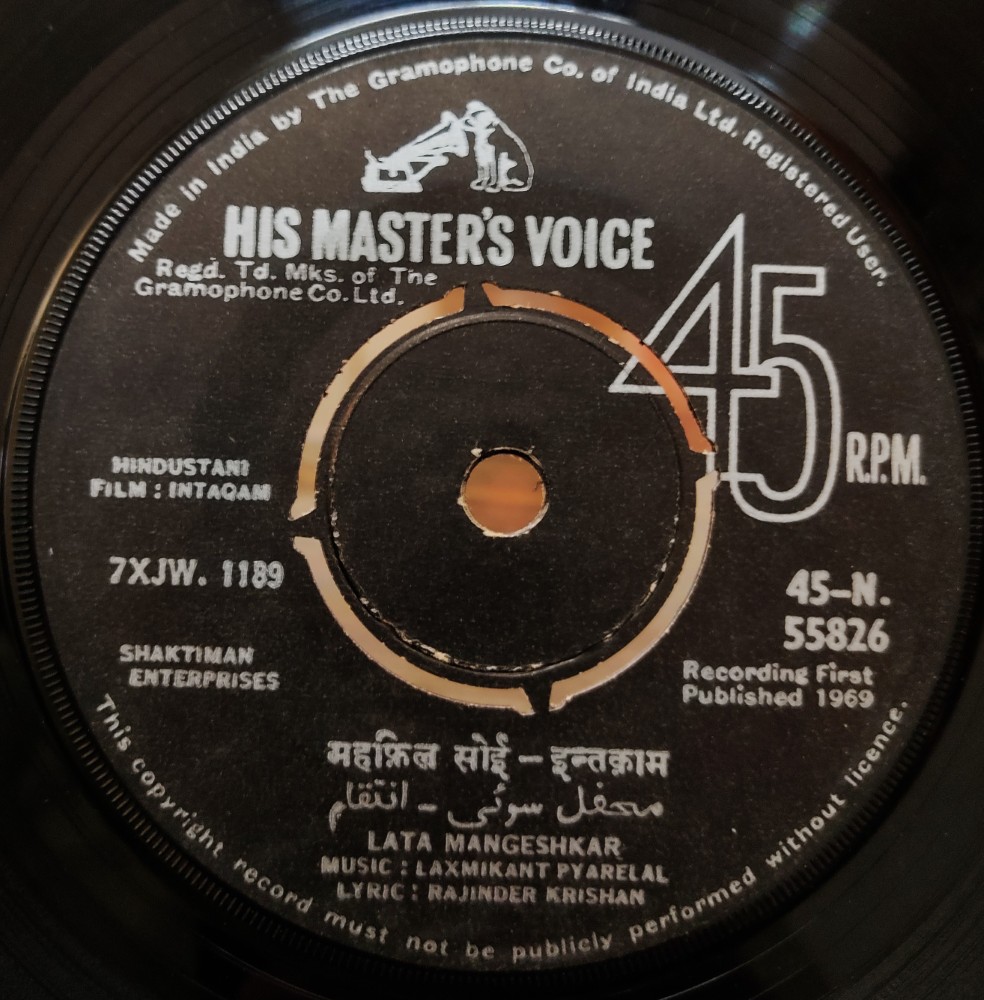 Made in India by The Gramophone Co. of India Ltd. Registered User.
HIS MASTER'S VOICE
Regd. Td. Mks. of The
Gramophone Co. Ltd.
45 R.P.M.
HINDUSTANI
FILM : INTAQAM
7XJW. 1189
SHAKTIMAN
ENTERPRISES
45-N.
55826
Recording First
Published 1969
महफ़िल सोई - इन्तक़ाम
محفل سوئی - انتقام
LATA MANGESHKAR
MUSIC : LAXMIKANT PYARELAL
LYRIC : RAJINDER KRISHAN
This copyright record must not be publicly performed without licence.